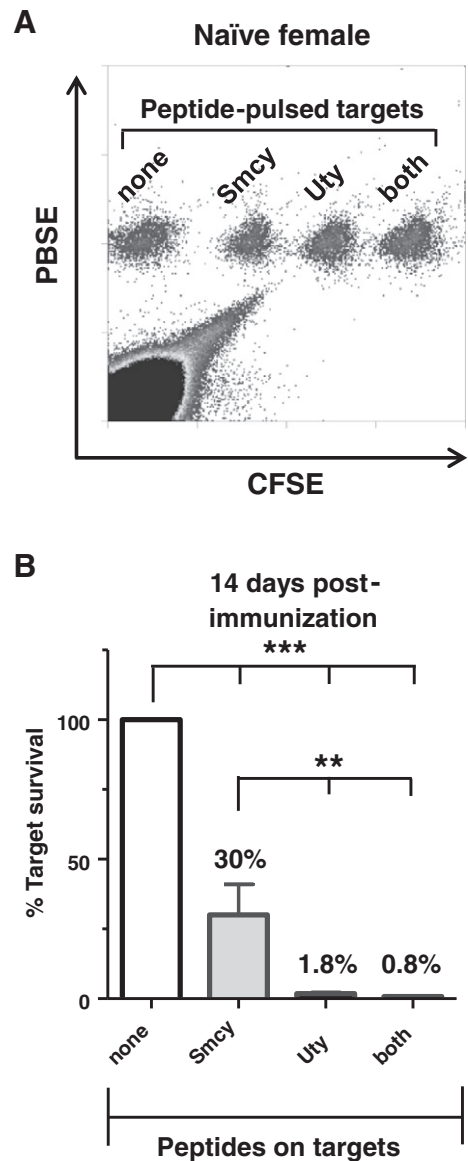 A
Naïve female
Peptide-pulsed targets
none Smcy Uty both
PBSE
CFSE
B
14 days post-
immunization
***
**
% Target survival
100
50
0
30%
1.8% 0.8%
none Smcy Uty both
Peptides on targets